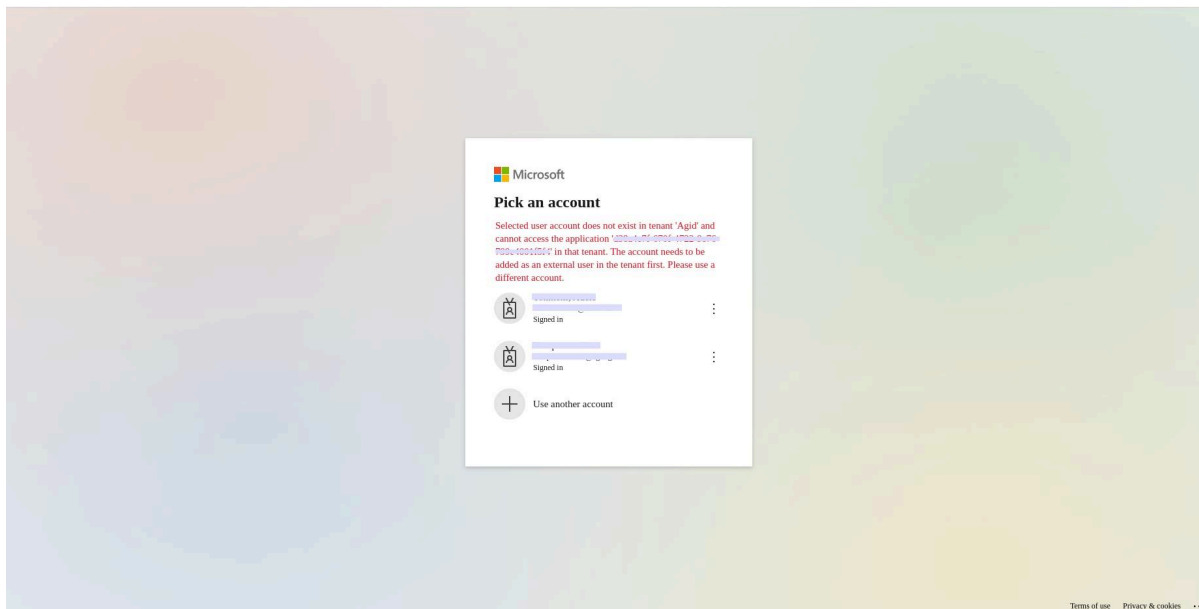 Microsoft
Pick an account
Selected user account does not exist in tenant 'Agid' and
cannot access the application '
' in that tenant. The account needs to be
added as an external user in the tenant first. Please use a
different account.
Signed in
Signed in
Use another account
Terms of use Privacy & cookies